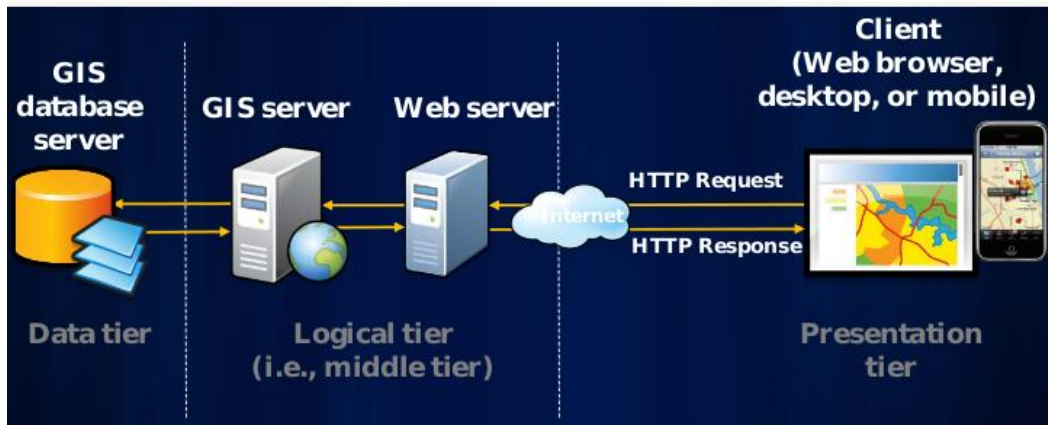 GIS
database
server
GIS server
Web server
Client
(Web browser,
desktop, or mobile)
HTTP Request
Internet
HTTP Response
Data tier
Logical tier
(i.e., middle tier)
Presentation
tier